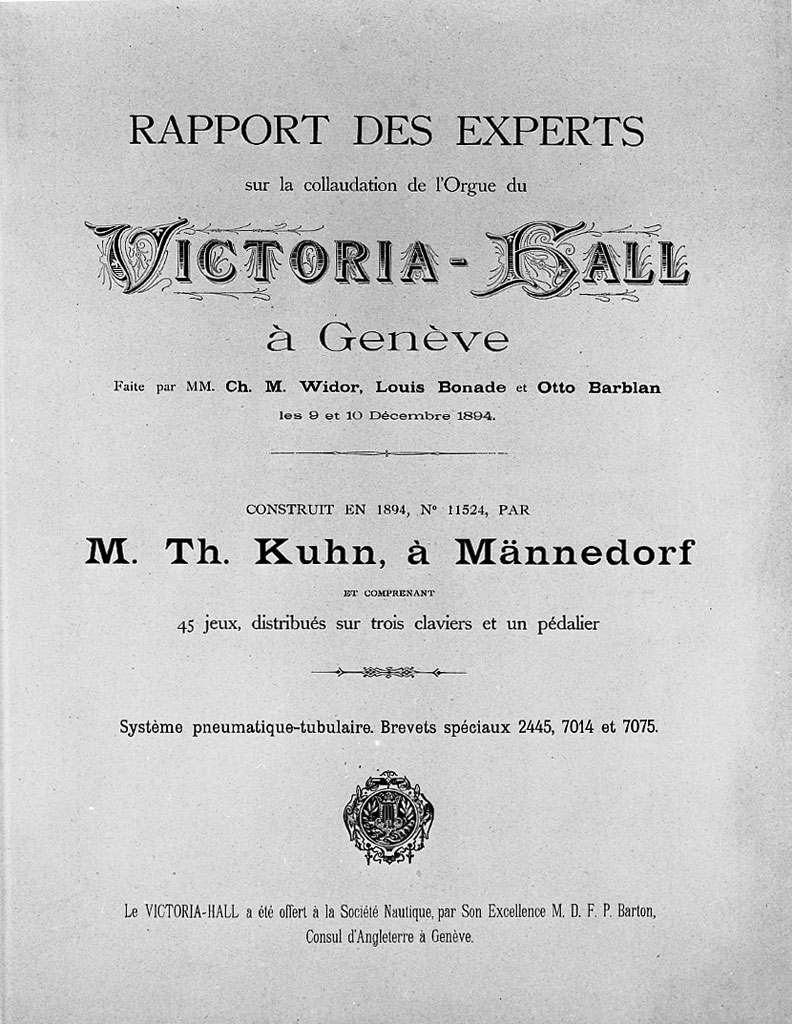 RAPPORT DES EXPERTS
sur la collaudation de l'Orgue du
VICTORIA-HALL
à Genève
Faite par MM. Ch. M. Widor, Louis Bonade et Otto Barblan
les 9 et 10 Décembre 1894.
CONSTRUIT EN 1894, Nº 11524, PAR
M. Th. Kuhn, à Männedorf
ET COMPRENANT
45 jeux, distribués sur trois claviers et un pédalier
Système pneumatique-tubulaire. Brevets spéciaux 2445, 7014 et 7075.
Le VICTORIA-HALL a été offert à la Société Nautique, par Son Excellence M. D. F. P. Barton,
Consul d'Angleterre à Genève.